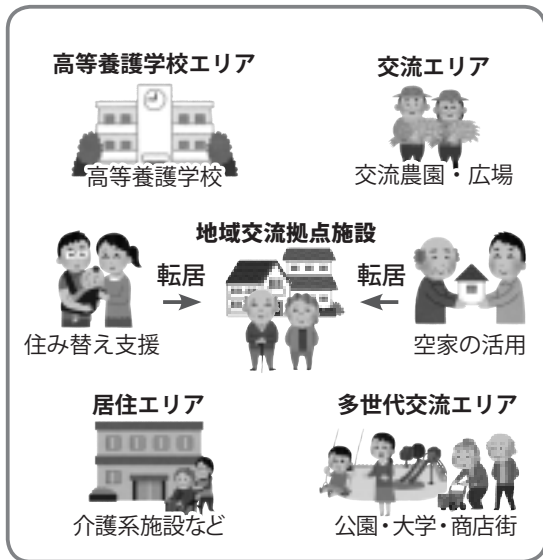 高等養護学校エリア
交流エリア
高等養護学校
交流農園・広場
地域交流拠点施設
転居
転居
住み替え支援
空家の活用
居住エリア
多世代交流エリア
介護系施設など
公園・大学・商店街